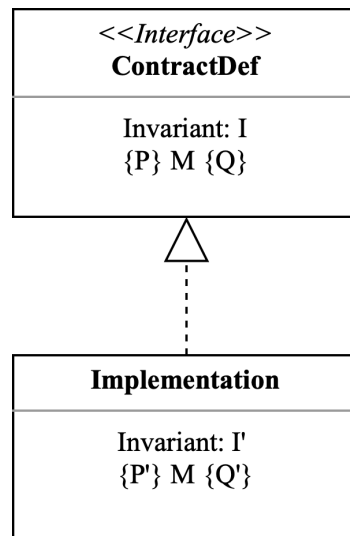 <<Interface>>
ContractDef
Invariant: I
{P} M {Q}
Implementation
Invariant: I'
{P'} M {Q'}